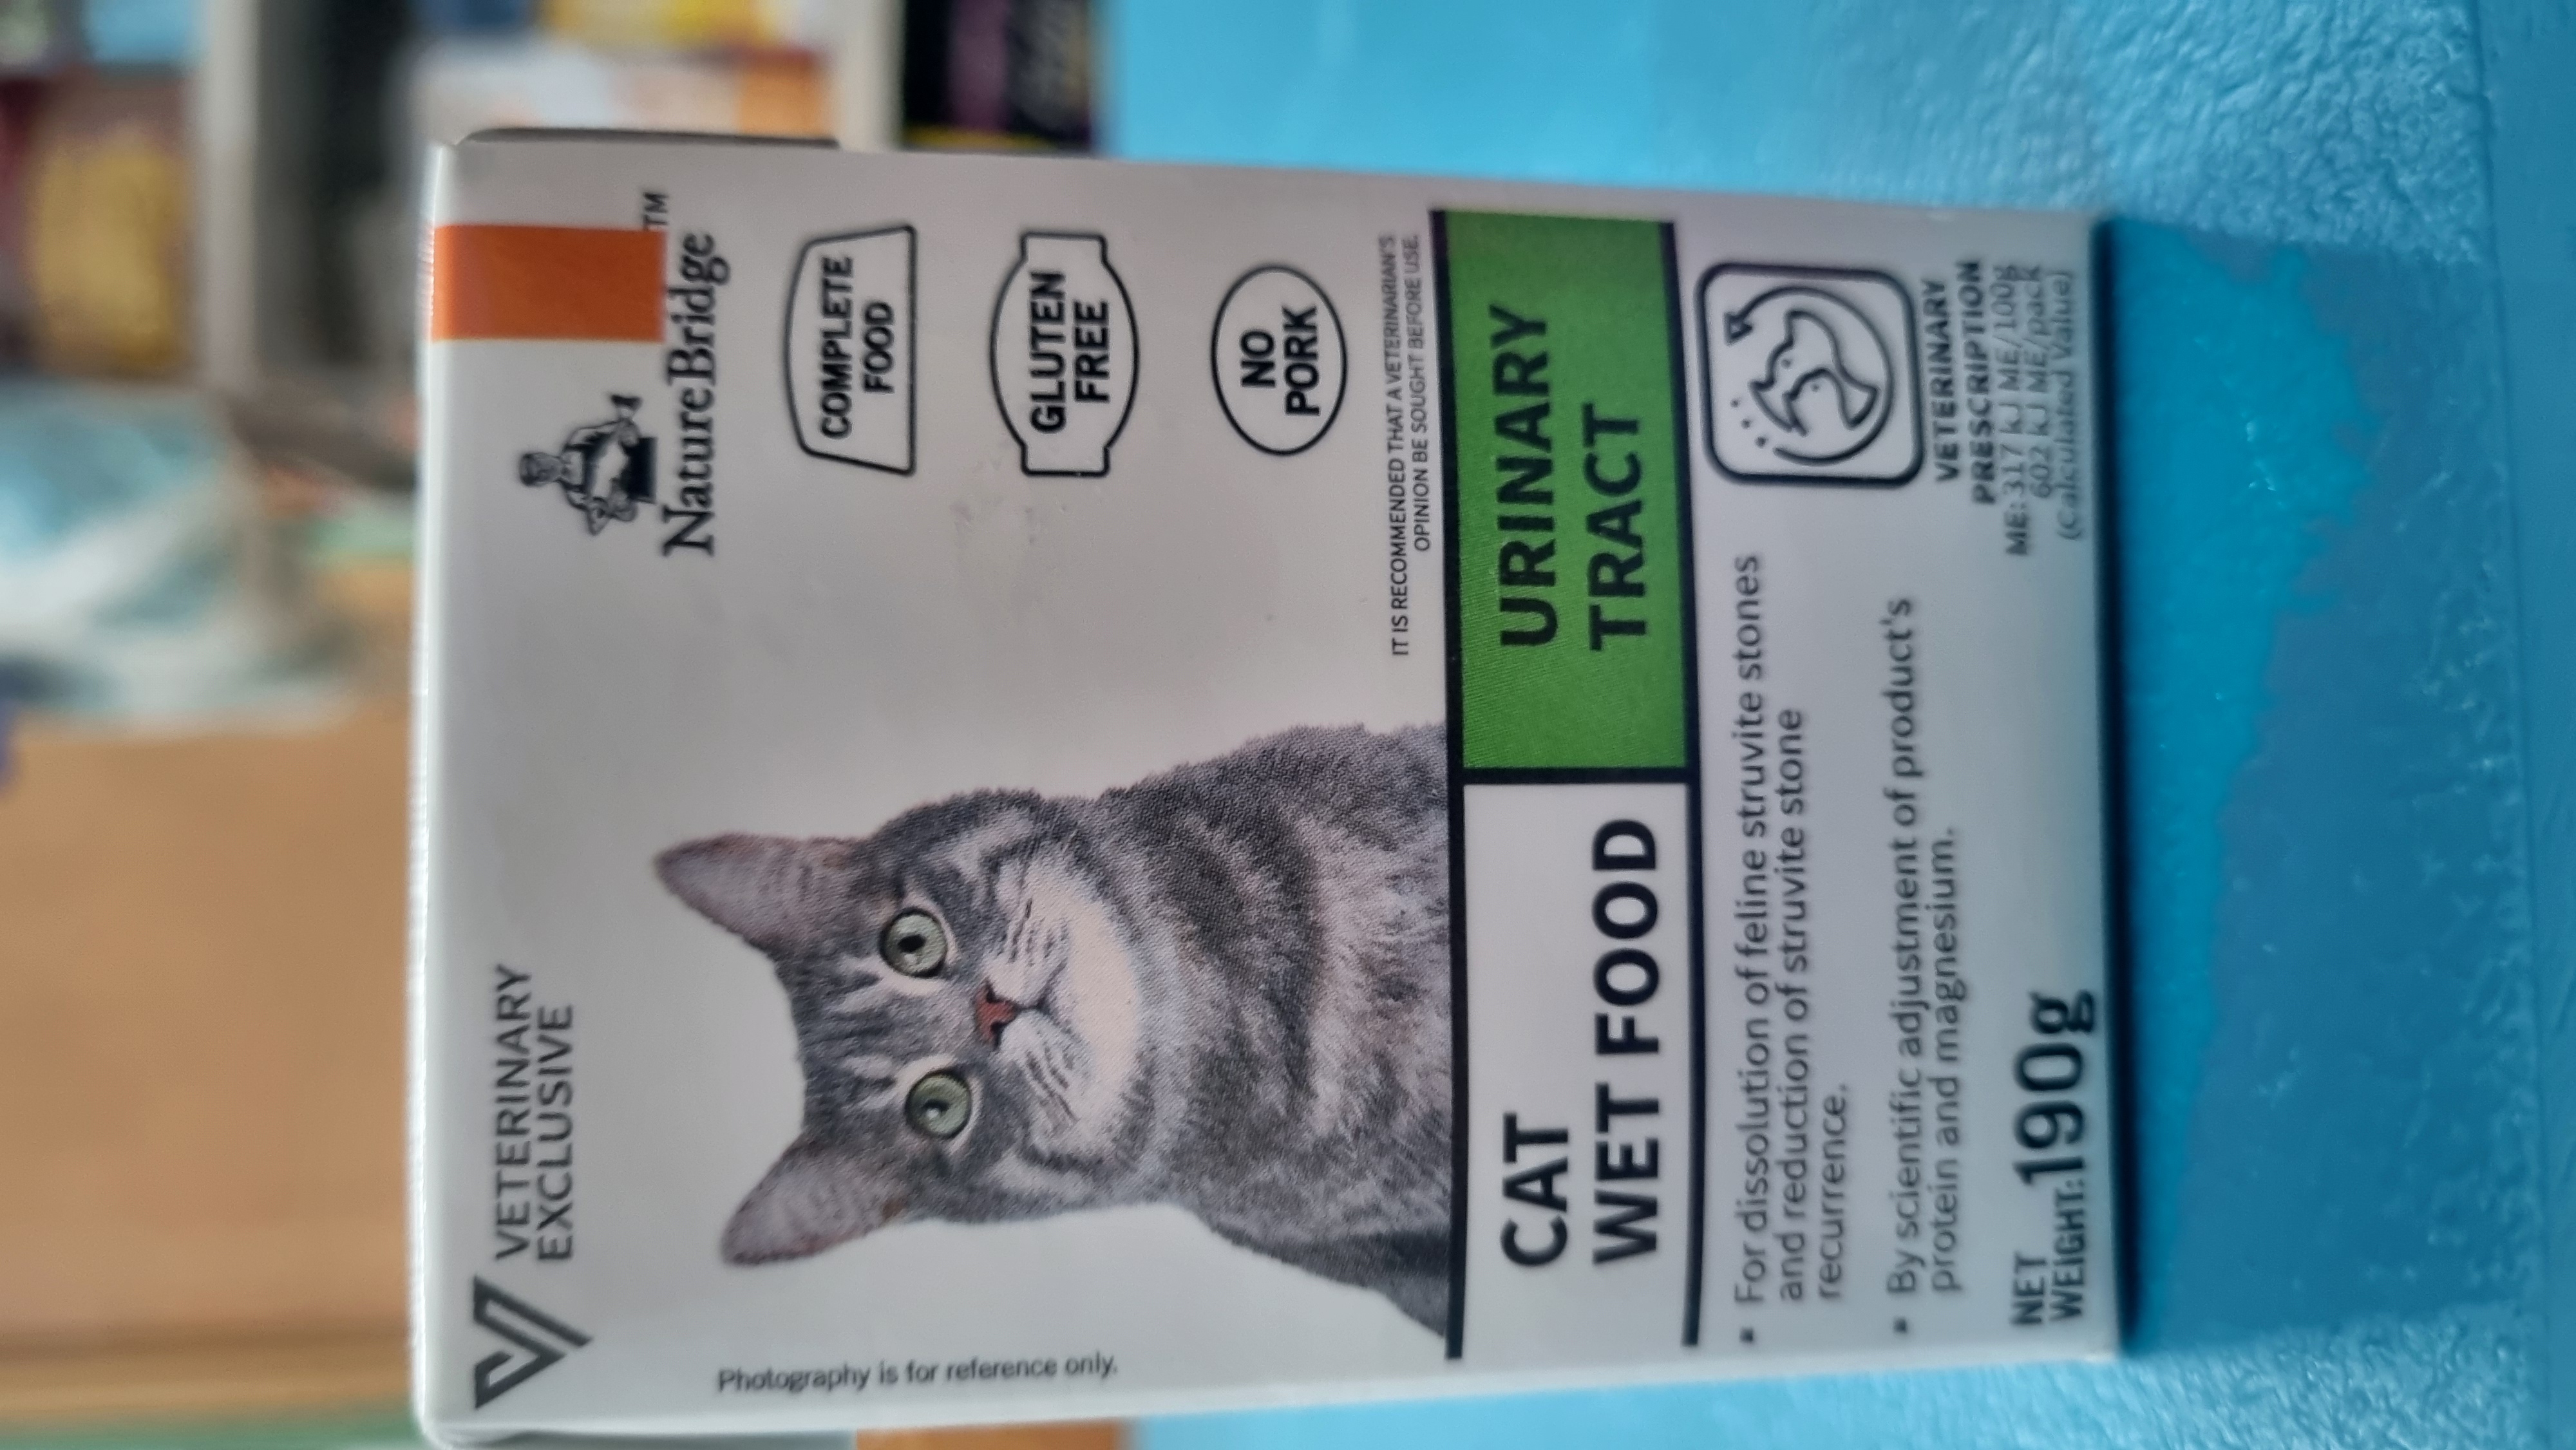 VETERINARY
EXCLUSIVE
NatureBridge™
COMPLETE
FOOD
GLUTEN
FREE
NO
PORK
Photography is for reference only.
IT IS RECOMMENDED THAT A VETERINARIAN'S
OPINION BE SOUGHT BEFORE USE.
CAT
WET FOOD
URINARY
TRACT
▪ For dissolution of feline struvite stones
and reduction of struvite stone
recurrence.
▪ By scientific adjustment of product's
protein and magnesium.
VETERINARY
PRESCRIPTION
NET
WEIGHT:190g
ME:317 kJ ME/100g
602 kJ ME/pack
(Calculated Value)